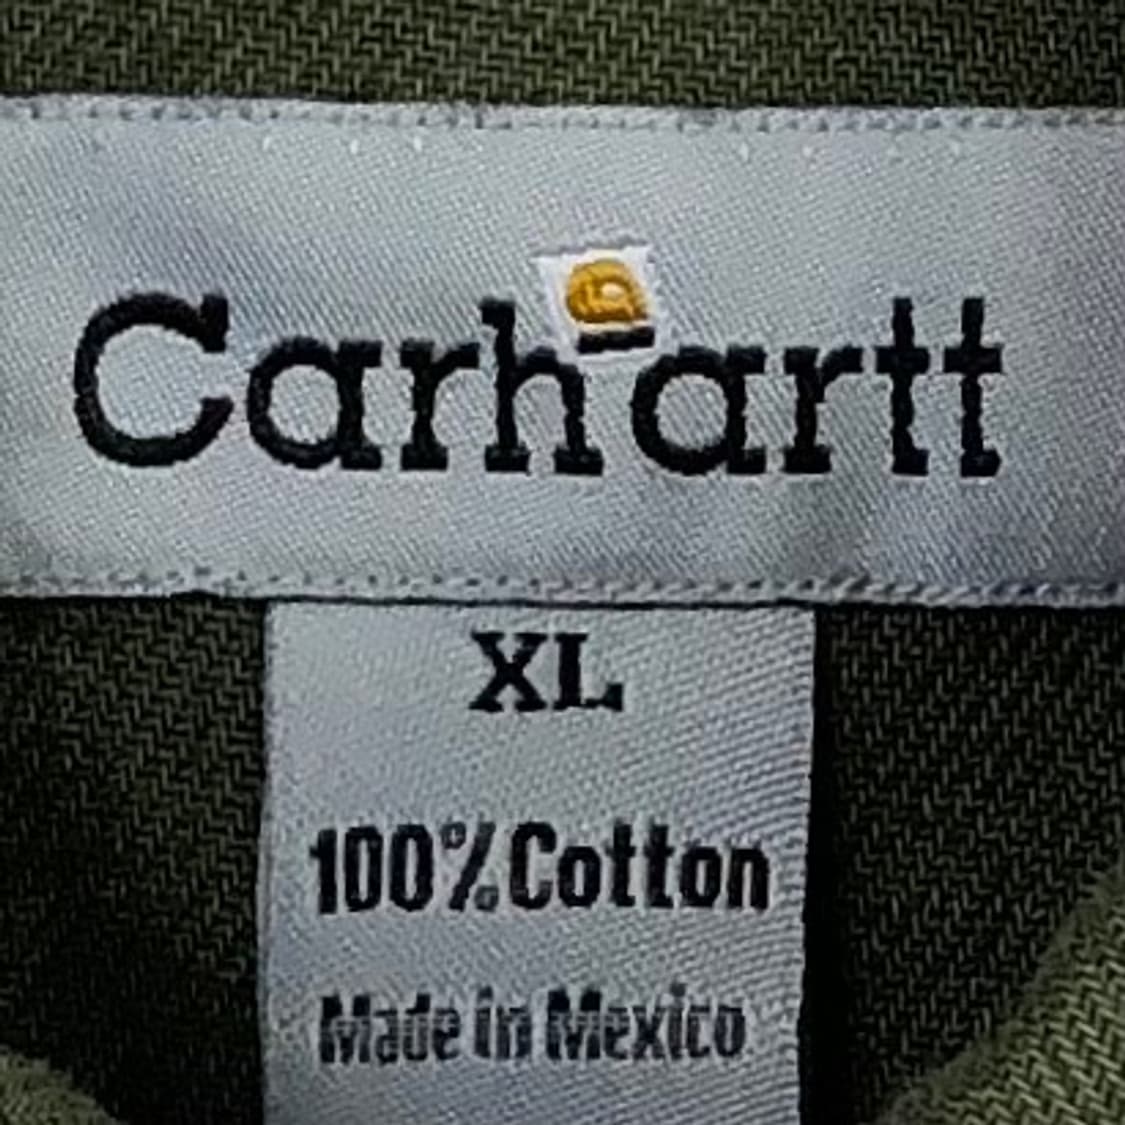 Carhartt
XL
100% Cotton
Made in Mexico